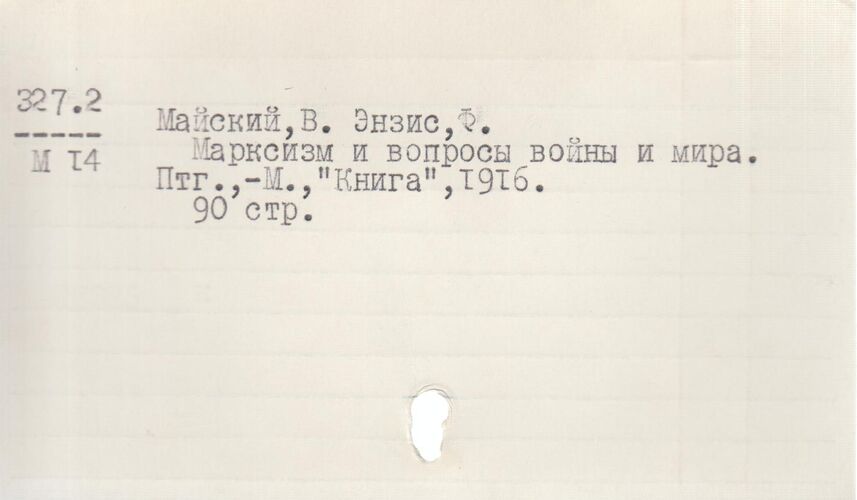 327.2
-----
М I4
Майский,В. Энзис,Ф.
Марксизм и вопросы войны и мира.
Птг.,-М.,"Книга",I9I6.
90 стр.